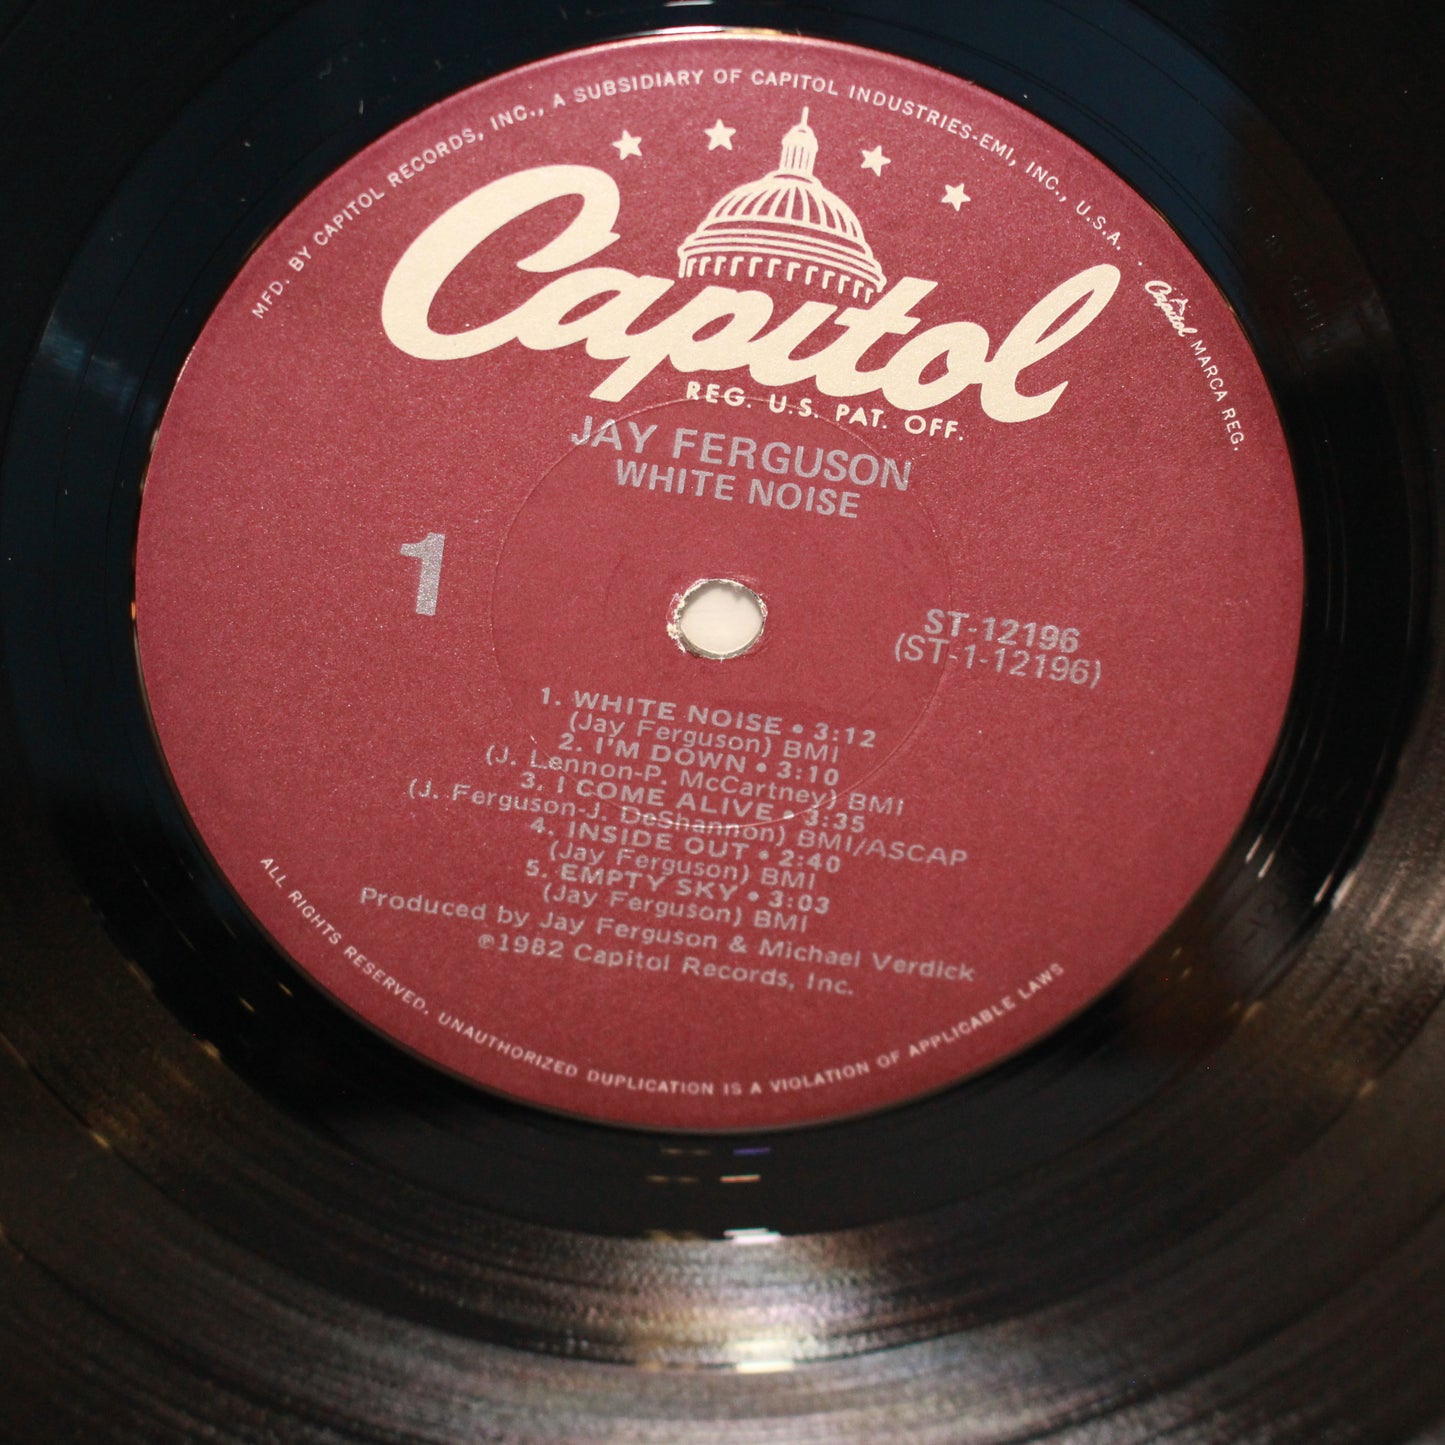 MFD. BY CAPITOL RECORDS, INC., A SUBSIDIARY OF CAPITOL INDUSTRIES-EMI, INC., U.S.A. . Capitol MARCA REG.
Capitol
REG. U.S. PAT. OFF.
JAY FERGUSON
WHITE NOISE
1
ST-12196
(ST-1-12196)
1. WHITE NOISE • 3:12
(Jay Ferguson) BMI
2. I'M DOWN • 3:10
(J. Lennon-P. McCartney) BMI
3. I COME ALIVE • 3:35
(J. Ferguson-J. DeShannon) BMI/ASCAP
4. INSIDE OUT • 2:40
(Jay Ferguson) BMI
5. EMPTY SKY • 3:03
(Jay Ferguson) BMI
Produced by Jay Ferguson & Michael Verdick
℗1982 Capitol Records, Inc.
ALL RIGHTS RESERVED. UNAUTHORIZED DUPLICATION IS A VIOLATION OF APPLICABLE LAWS